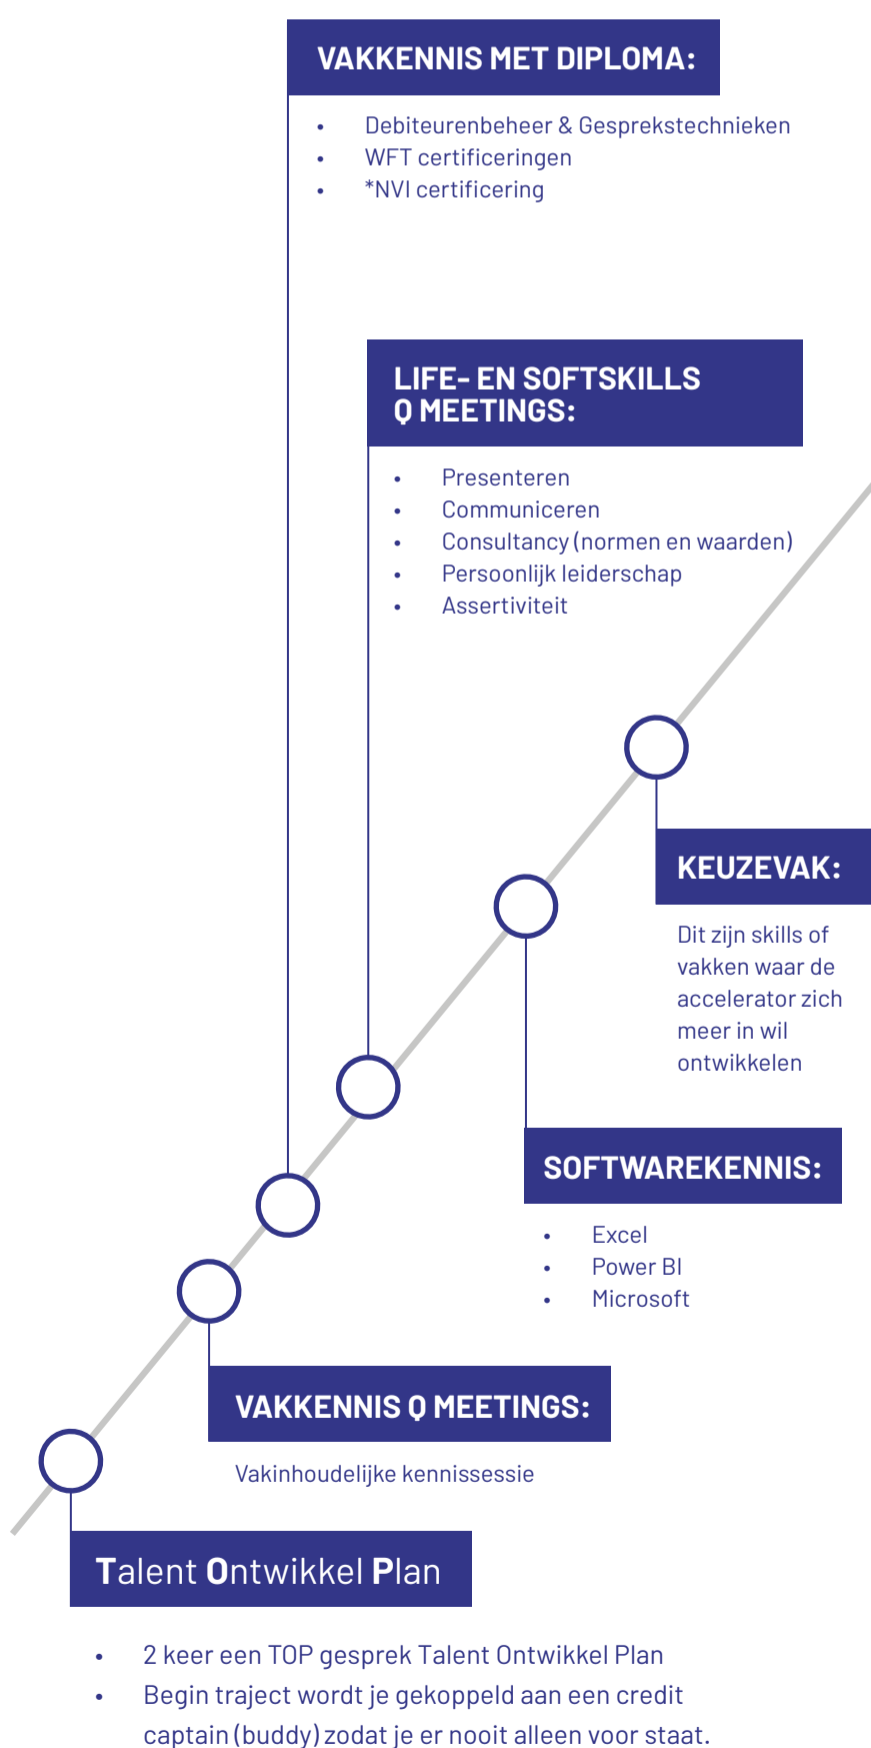 VAKKENNIS MET DIPLOMA:
• Debiteurenbeheer & Gesprekstechnieken
• WFT certificeringen
• *NVI certificering
LIFE- EN SOFTSKILLS
Q MEETINGS:
• Presenteren
• Communiceren
• Consultancy (normen en waarden)
• Persoonlijk leiderschap
• Assertiviteit
KEUZEVAK:
Dit zijn skills of
vakken waar de
accelerator zich
meer in wil
ontwikkelen
SOFTWAREKENNIS:
• Excel
• Power BI
• Microsoft
VAKKENNIS Q MEETINGS:
Vakinhoudelijke kennissessie
Talent Ontwikkel Plan
• 2 keer een TOP gesprek Talent Ontwikkel Plan
• Begin traject wordt je gekoppeld aan een credit
captain (buddy) zodat je er nooit alleen voor staat.